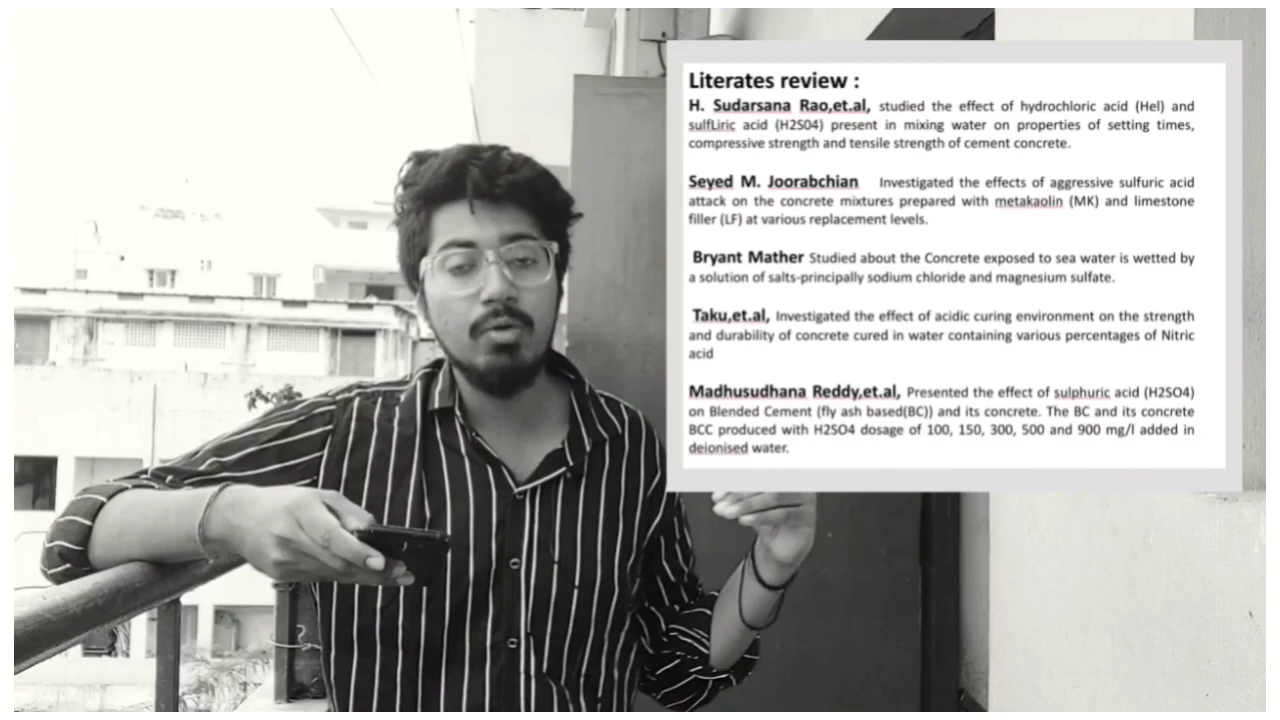 Literates review :
H. Sudarsana Rao,et.al, studied the effect of hydrochloric acid (Hel) and
sulfLiric acid (H2S04) present in mixing water on properties of setting times,
compressive strength and tensile strength of cement concrete.
Seyed M. Joorabchian Investigated the effects of aggressive sulfuric acid
attack on the concrete mixtures prepared with metakaolin (MK) and limestone
filler (LF) at various replacement levels.
Bryant Mather Studied about the Concrete exposed to sea water is wetted by
a solution of salts-principally sodium chloride and magnesium sulfate.
Taku,et.al, Investigated the effect of acidic curing environment on the strength
and durability of concrete cured in water containing various percentages of Nitric
acid
Madhusudhana Reddy,et.al, Presented the effect of sulphuric acid (H2SO4)
on Blended Cement (fly ash based(BC)) and its concrete. The BC and its concrete
BCC produced with H2SO4 dosage of 100, 150, 300, 500 and 900 mg/l added in
deionised water.